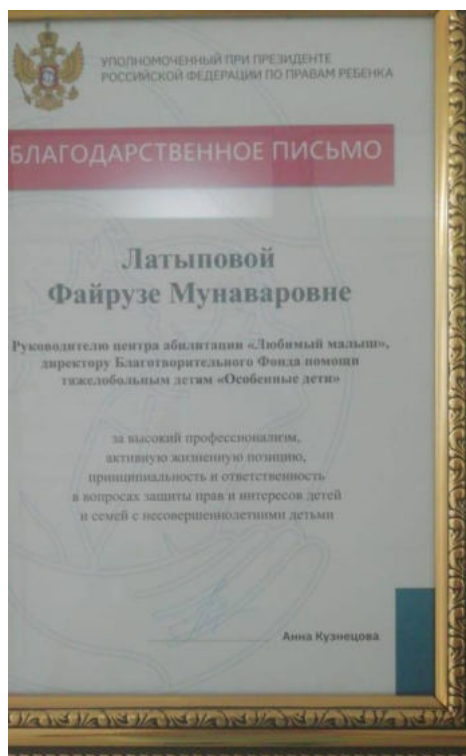 УПОЛНОМОЧЕННЫЙ ПРИ ПРЕЗИДЕНТЕ
РОССИЙСКОЙ ФЕДЕРАЦИИ ПО ПРАВАМ РЕБЕНКА
БЛАГОДАРСТВЕННОЕ ПИСЬМО
Латыповой
Файрузе Мунаваровне
Руководителю центра абилитации «Любимый малыш»,
директору Благотворительного Фонда помощи
тяжелобольным детям «Особенные дети»
за высокий профессионализм,
активную жизненную позицию,
принципиальность и ответственность
в вопросах защиты прав и интересов детей
и семей с несовершеннолетними детьми
Анна Кузнецова